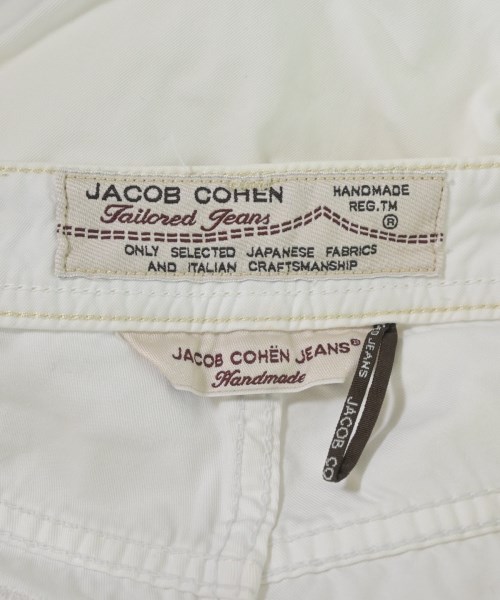 JACOB COHËN
Tailored Jeans
HANDMADE
REG.TM
®
ONLY SELECTED JAPANESE FABRICS
AND ITALIAN CRAFTSMANSHIP
JACOB COHËN JEANS®
Handmade
JEANS JACOB CO